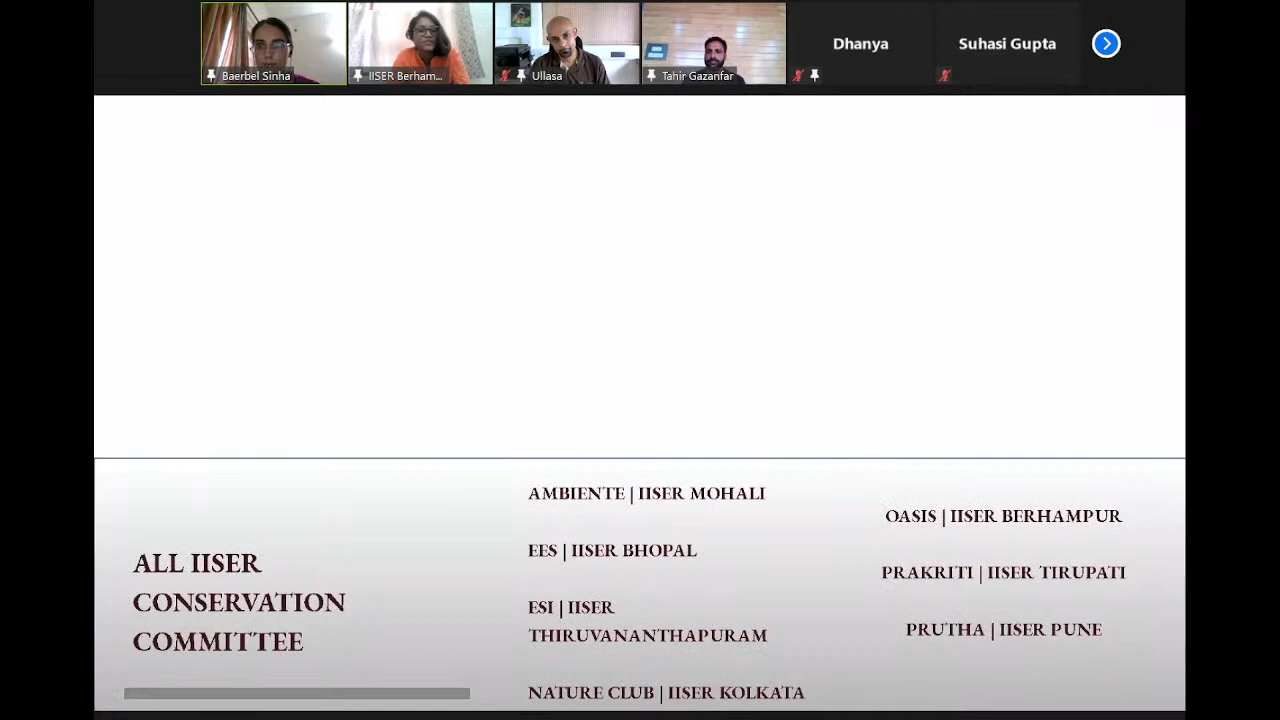 Baerbel Sinha
IISER Berham...
Ullasa
Tahir Gazanfar
Dhanya
Suhasi Gupta
ALL IISER
CONSERVATION
COMMITTEE
AMBIENTE | IISER MOHALI
EES | IISER BHOPAL
ESI | IISER
THIRUVANANTHAPURAM
NATURE CLUB | IISER KOLKATA
OASIS | IISER BERHAMPUR
PRAKRITI | IISER TIRUPATI
PRUTHA | IISER PUNE